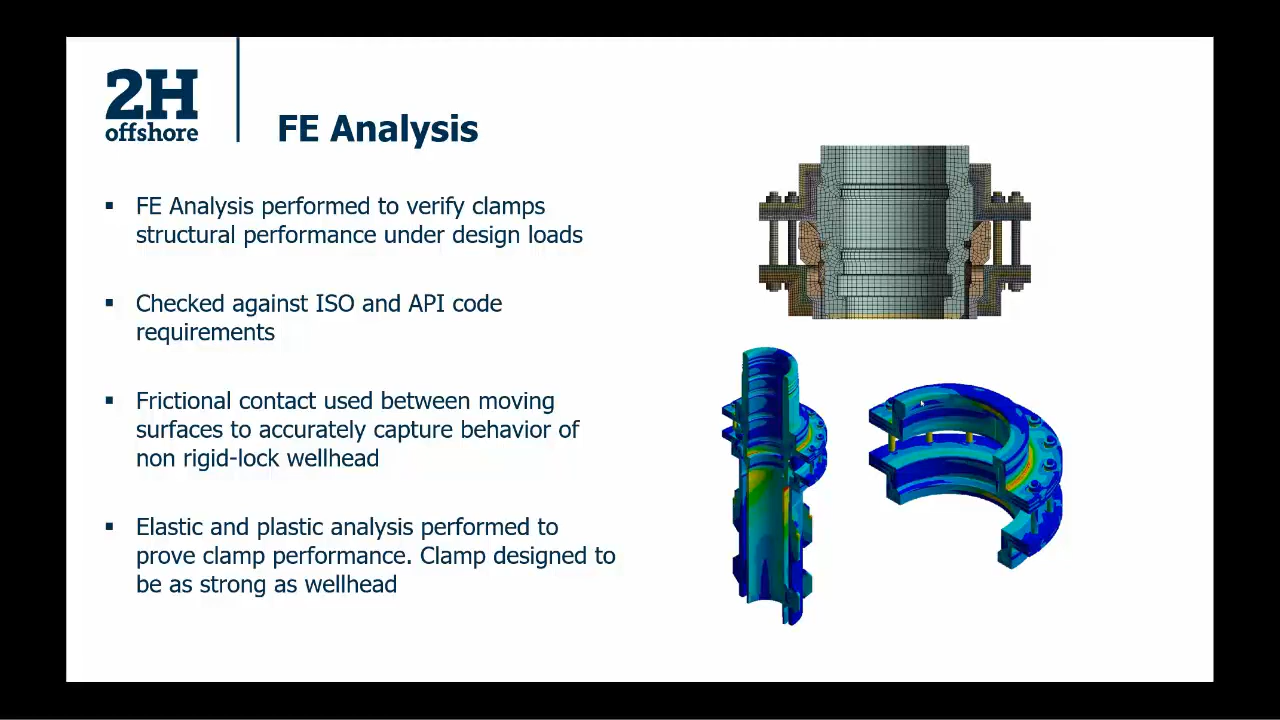 2H
offshore
FE Analysis
▪ FE Analysis performed to verify clamps
structural performance under design loads
▪ Checked against ISO and API code
requirements
▪ Frictional contact used between moving
surfaces to accurately capture behavior of
non rigid-lock wellhead
▪ Elastic and plastic analysis performed to
prove clamp performance. Clamp designed to
be as strong as wellhead